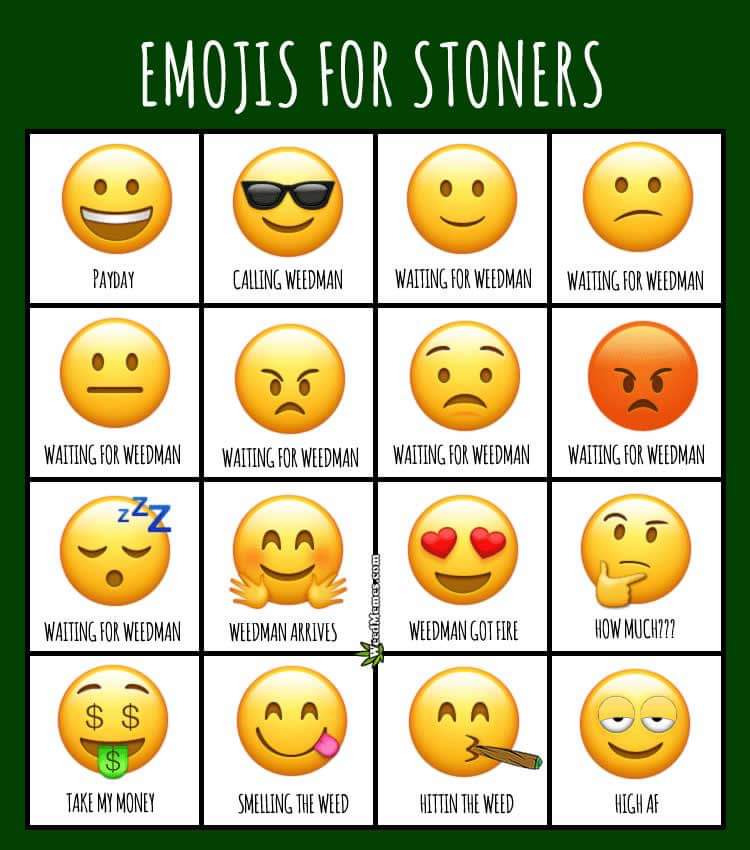 EMOJIS FOR STONERS
PAYDAY
CALLING WEEDMAN
WAITING FOR WEEDMAN
WAITING FOR WEEDMAN
WAITING FOR WEEDMAN
WAITING FOR WEEDMAN
WAITING FOR WEEDMAN
WAITING FOR WEEDMAN
zZZ
WAITING FOR WEEDMAN
WEEDMAN ARRIVES
WEEDMAN GOT FIRE
HOW MUCH???
WeedMemes.com
$ $
$
TAKE MY MONEY
SMELLING THE WEED
HITTIN THE WEED
HIGH AF